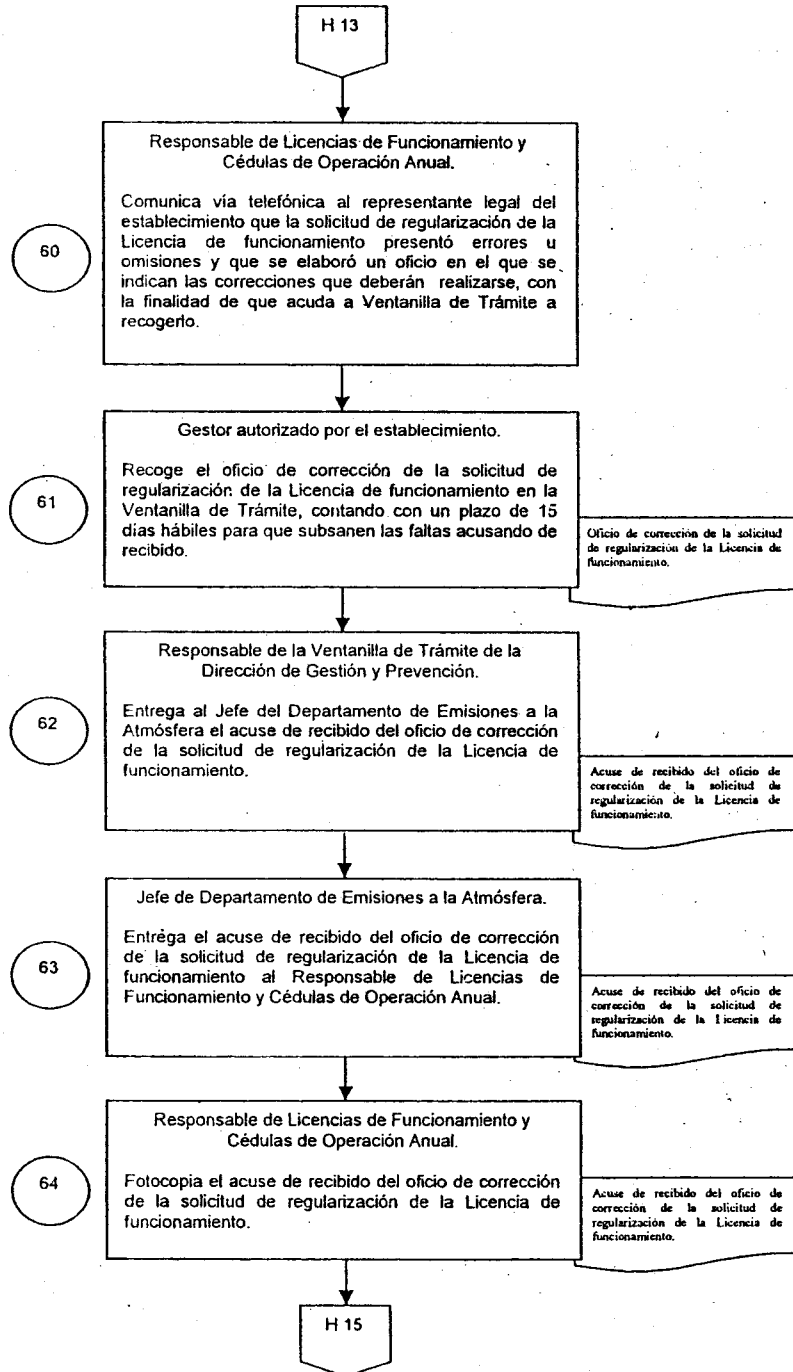 H 13
Responsable de Licencias de Funcionamiento y
Cédulas de Operación Anual.
60
Comunica vía telefónica al representante legal del
establecimiento que la solicitud de regularización de la
Licencia de funcionamiento presentó errores u
omisiones y que se elaboró un oficio en el que se
indican las correcciones que deberán realizarse, con
la finalidad de que acuda a Ventanilla de Trámite a
recogerlo.
Gestor autorizado por el establecimiento.
61
Recoge el oficio de corrección de la solicitud de
regularización de la Licencia de funcionamiento en la
Ventanilla de Trámite, contando con un plazo de 15
días hábiles para que subsanen las faltas acusando de
recibido.
Oficio de corrección de la solicitud
de regularización de la Licencia de
funcionamiento.
Responsable de la Ventanilla de Trámite de la
Dirección de Gestión y Prevención.
62
Entrega al Jefe del Departamento de Emisiones a la
Atmósfera el acuse de recibido del oficio de corrección
de la solicitud de regularización de la Licencia de
funcionamiento.
Acuse de recibido del oficio de
corrección de la solicitud de
regularización de la Licencia de
funcionamiento.
Jefe de Departamento de Emisiones a la Atmósfera.
63
Entréga el acuse de recibido del oficio de corrección
de la solicitud de regularización de la Licencia de
funcionamiento al Responsable de Licencias de
Funcionamiento y Cédulas de Operación Anual.
Acuse de recibido del oficio de
corrección de la solicitud de
regularización de la Licencia de
funcionamiento.
Responsable de Licencias de Funcionamiento y
Cédulas de Operación Anual.
64
Fotocopia el acuse de recibido del oficio de corrección
de la solicitud de regularización de la Licencia de
funcionamiento.
Acuse de recibido del oficio de
corrección de la solicitud de
regularización de la Licencia de
funcionamiento.
H 15